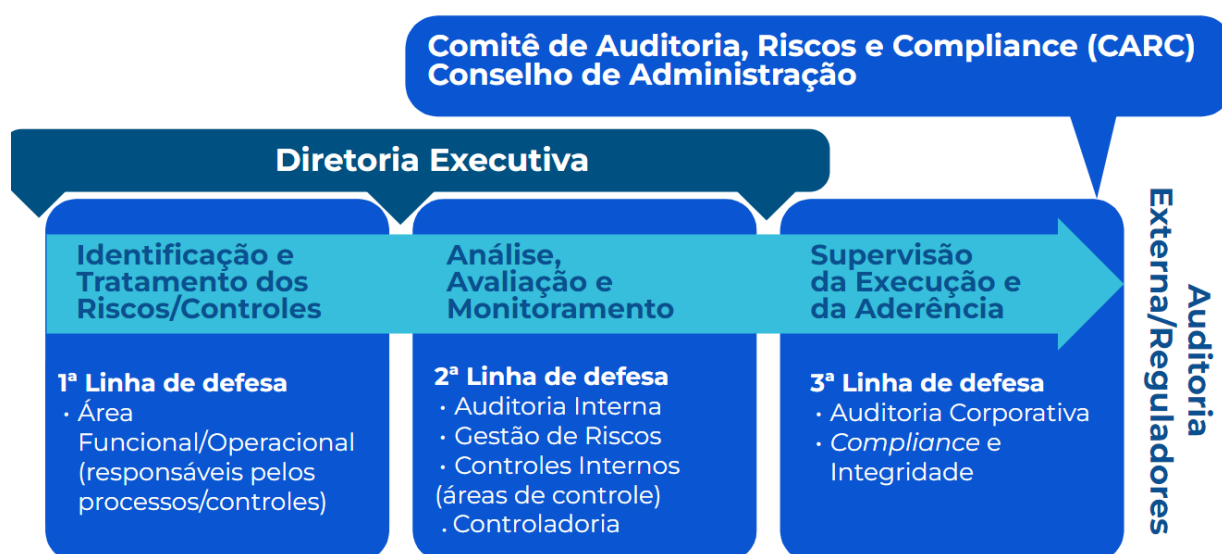 Comitê de Auditoria, Riscos e Compliance (CARC)
Conselho de Administração
Diretoria Executiva
Identificação e
Tratamento dos
Riscos/Controles
Análise,
Avaliação e
Monitoramento
Supervisão
da Execução e
da Aderência
1ª Linha de defesa
· Área
Funcional/Operacional
(responsáveis pelos
processos/controles)
2ª Linha de defesa
· Auditoria Interna
· Gestão de Riscos
· Controles Internos
(áreas de controle)
. Controladoria
3ª Linha de defesa
· Auditoria Corporativa
· Compliance e
Integridade
Auditoria
Externa/Reguladores